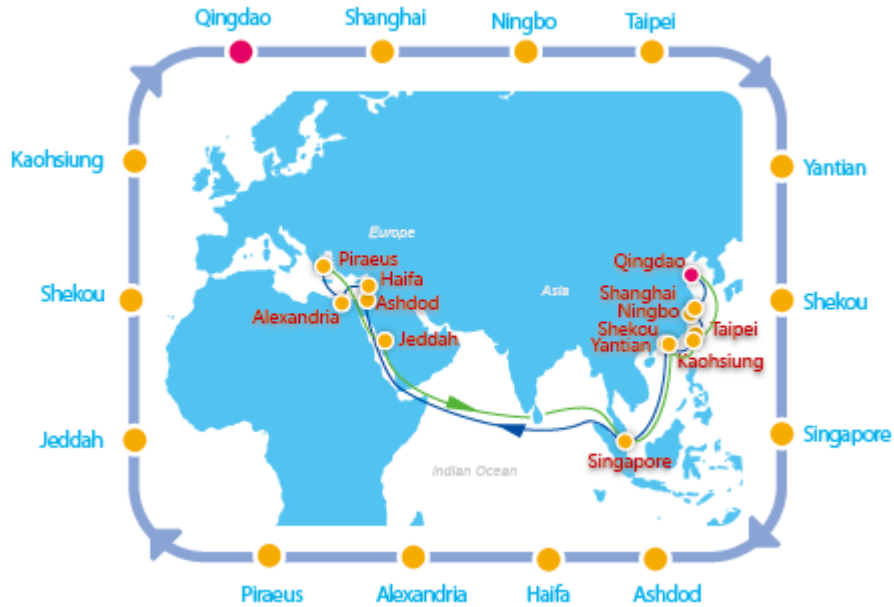 Qingdao
Shanghai
Ningbo
Taipei
Kaohsiung
Yantian
Europe
Piraeus
Qingdao
Haifa
Asia
Shekou
Shanghai
Ashdod
Shekou
Alexandria
Ningbo
Shekou
Taipei
Jeddah
Yantian
Kaohsiung
Jeddah
Singapore
Singapore
Indian Ocean
Piraeus
Alexandria
Haifa
Ashdod